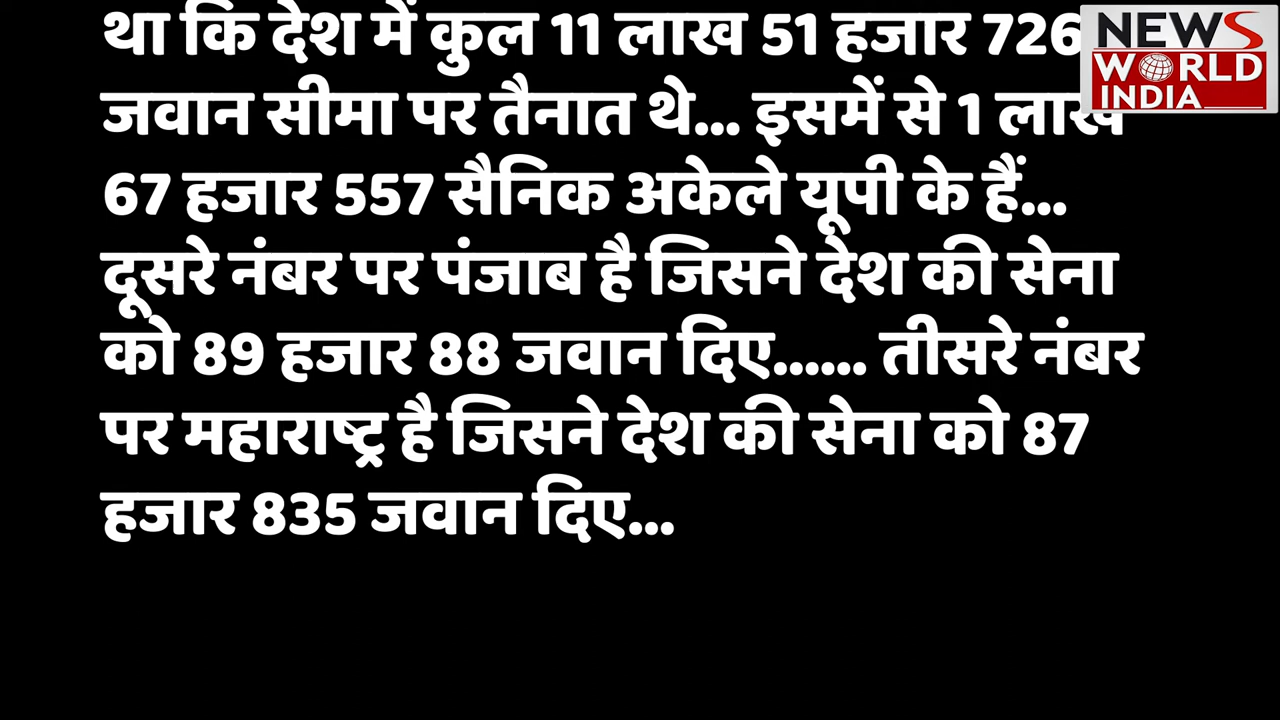 था कि देश में कुल 11 लाख 51 हजार 726
जवान सीमा पर तैनात थे... इसमें से 1 लाख
67 हजार 557 सैनिक अकेले यूपी के हैं...
दूसरे नंबर पर पंजाब है जिसने देश की सेना
को 89 हजार 88 जवान दिए...... तीसरे नंबर
पर महाराष्ट्र है जिसने देश की सेना को 87
हजार 835 जवान दिए...
NEWS
WORLD
INDIA